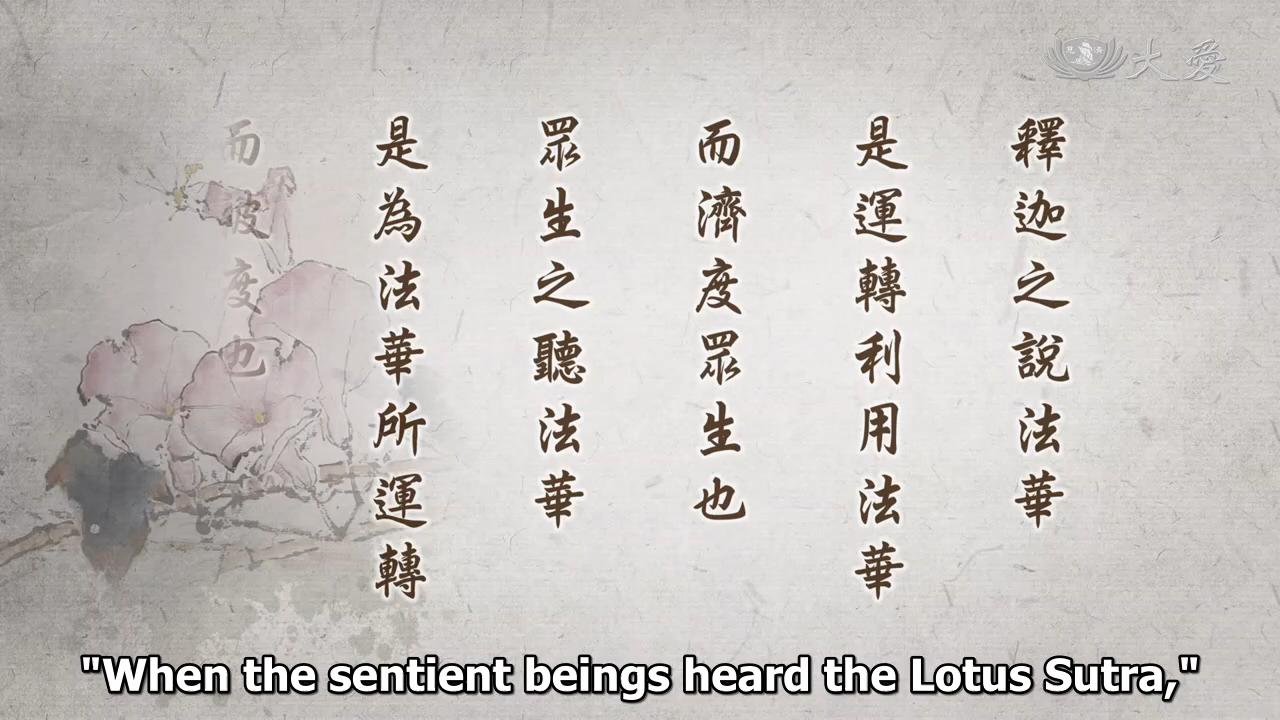 大愛
釋迦之說法華
是運轉利用法華
而濟度眾生也
眾生之聽法華
是為法華所運轉
而被度也
"When the sentient beings heard the Lotus Sutra,"